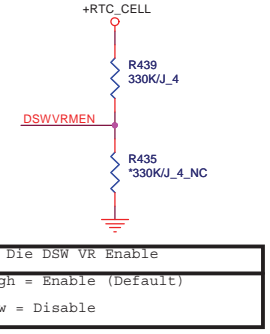 +RTC_CELL
R439
330K/J_4
DSWVRMEN
R435
*330K/J_4_NC
Die DSW VR Enable
gh = Enable (Default)
w = Disable